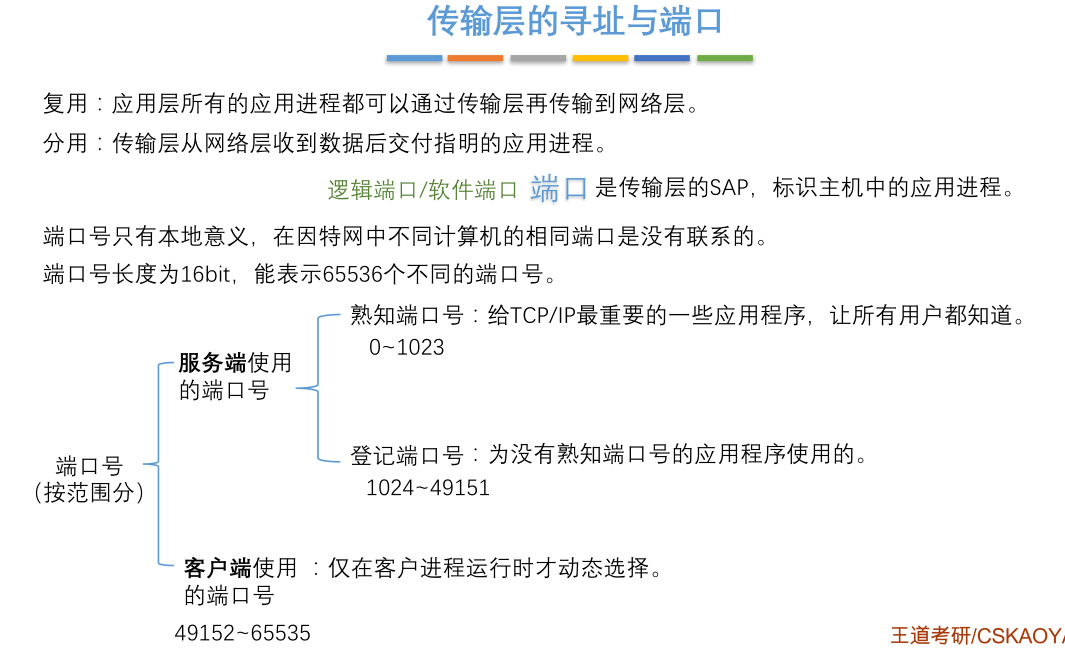 传输层的寻址与端口
复用：应用层所有的应用进程都可以通过传输层再传输到网络层。
分用：传输层从网络层收到数据后交付指明的应用进程。
逻辑端口/软件端口 端口 是传输层的SAP，标识主机中的应用进程。
端口号只有本地意义，在因特网中不同计算机的相同端口是没有联系的。
端口号长度为16bit，能表示65536个不同的端口号。
端口号
（按范围分）
服务端使用
的端口号
熟知端口号：给TCP/IP最重要的一些应用程序，让所有用户都知道。
0~1023
登记端口号：为没有熟知端口号的应用程序使用的。
1024~49151
客户端使用 ：仅在客户进程运行时才动态选择。
的端口号
49152~65535
王道考研/CSKAOYA